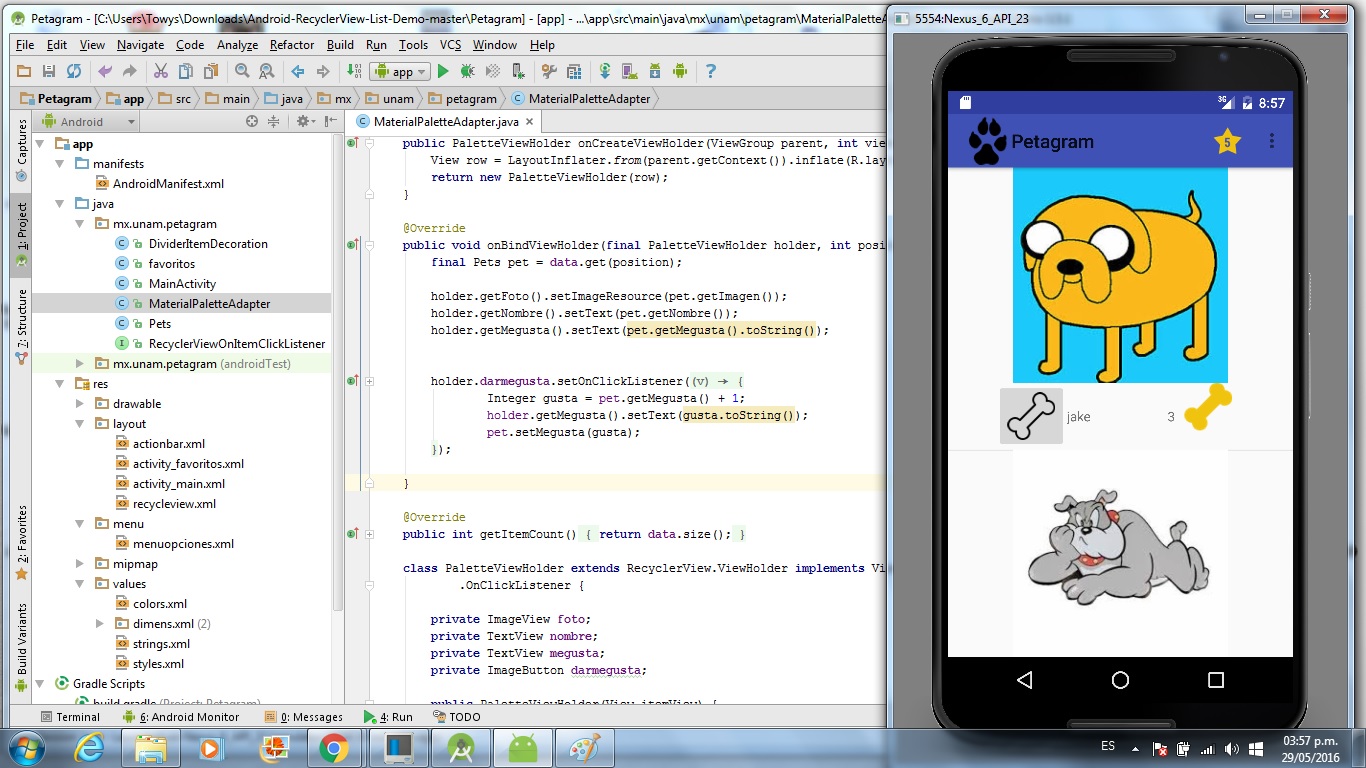 Petagram - [C:\Users\Towys\Downloads\Android-RecyclerView-List-Demo-master\Petagram] - [app] - ...\app\src\main\java\mx\unam\petagram\MaterialPaletteA
File Edit View Navigate Code Analyze Refactor Build Run Tools VCS Window Help
app
Petagram app src main java mx unam petagram MaterialPaletteAdapter
Android
MaterialPaletteAdapter.java
Captures
1: Project
7: Structure
2: Favorites
Build Variants
app
manifests
AndroidManifest.xml
java
mx.unam.petagram
DividerItemDecoration
favoritos
MainActivity
MaterialPaletteAdapter
Pets
RecyclerViewOnItemClickListener
mx.unam.petagram (androidTest)
res
drawable
layout
actionbar.xml
activity_favoritos.xml
activity_main.xml
recycleview.xml
menu
menuopciones.xml
mipmap
values
colors.xml
dimens.xml (2)
strings.xml
styles.xml
Gradle Scripts
build.gradle (Project: Petagram)
public PaletteViewHolder onCreateViewHolder(ViewGroup parent, int vie
View row = LayoutInflater.from(parent.getContext()).inflate(R.lay
return new PaletteViewHolder(row);
}
@Override
public void onBindViewHolder(final PaletteViewHolder holder, int posi
final Pets pet = data.get(position);
holder.getFoto().setImageResource(pet.getImagen());
holder.getNombre().setText(pet.getNombre());
holder.getMegusta().setText(pet.getMegusta().toString());
holder.darmegusta.setOnClickListener((v) → {
Integer gusta = pet.getMegusta() + 1;
holder.getMegusta().setText(gusta.toString());
pet.setMegusta(gusta);
});
}
@Override
public int getItemCount() { return data.size(); }
class PaletteViewHolder extends RecyclerView.ViewHolder implements Vi
.OnClickListener {
private ImageView foto;
private TextView nombre;
private TextView megusta;
private ImageButton darmegusta;
public PaletteViewHolder(View itemView) {
Terminal 6: Android Monitor 0: Messages 4: Run TODO
5554:Nexus_6_API_23
3G 8:57
Petagram 5
jake 3
ES 03:57 p.m.
29/05/2016